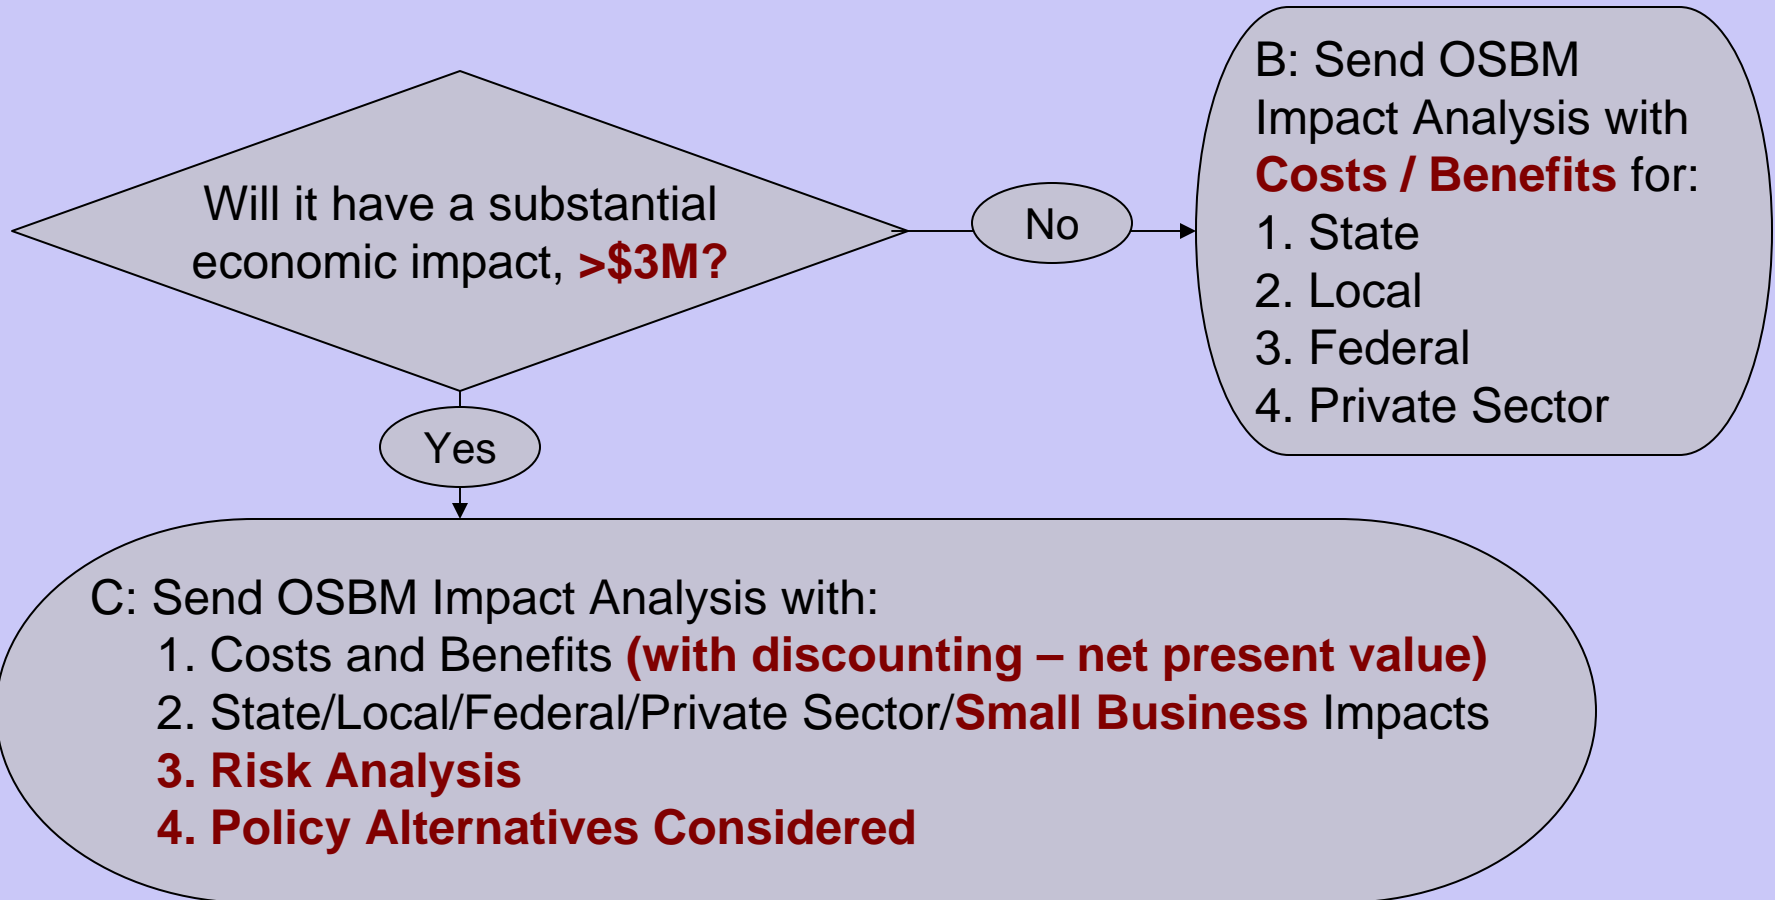 Will it have a substantial
economic impact, >$3M?
No
B: Send OSBM
Impact Analysis with
Costs / Benefits for:
1. State
2. Local
3. Federal
4. Private Sector
Yes
C: Send OSBM Impact Analysis with:
1. Costs and Benefits (with discounting – net present value)
2. State/Local/Federal/Private Sector/Small Business Impacts
3. Risk Analysis
4. Policy Alternatives Considered